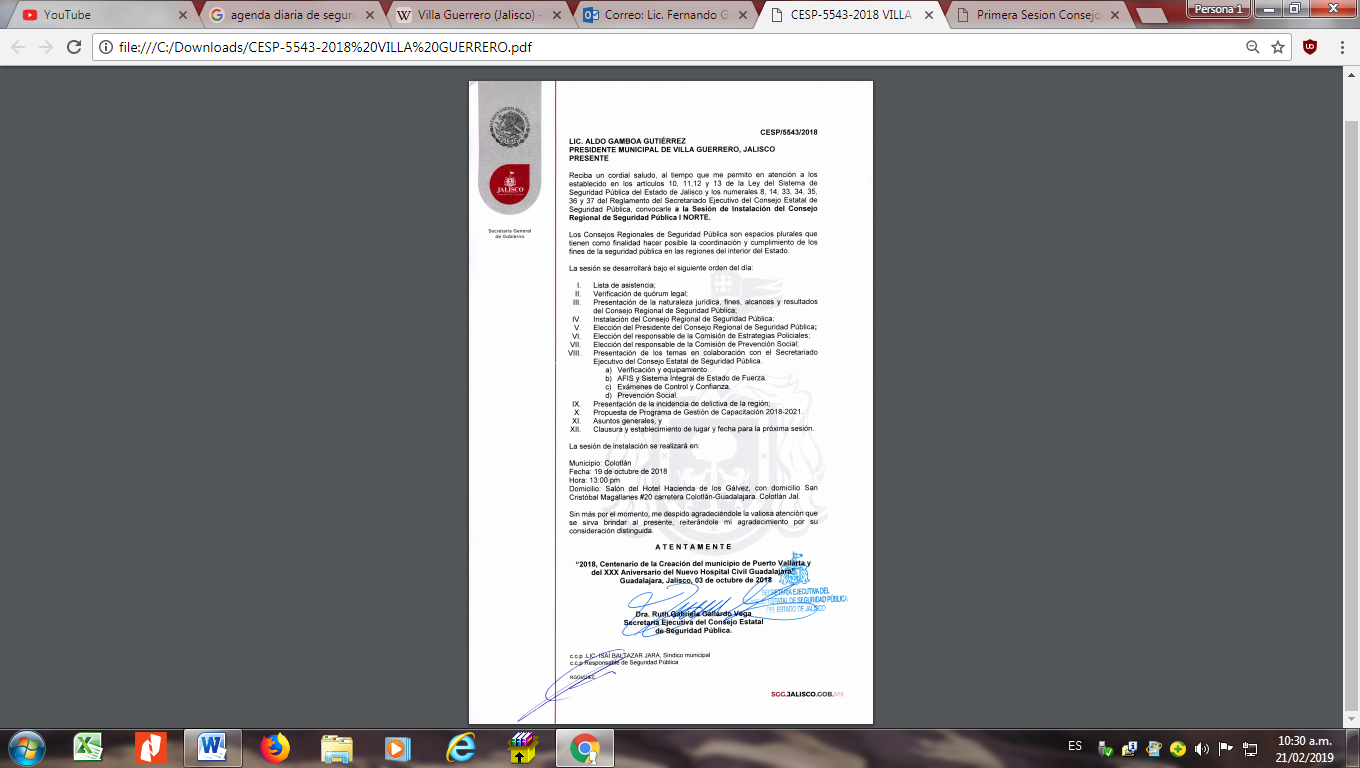 Persona 1
YouTube
agenda diaria de seguri
Villa Guerrero (Jalisco) -
Correo: Lic. Fernando G
CESP-5543-2018 VILLA
Primera Sesion Consejo
file:///C:/Downloads/CESP-5543-2018%20VILLA%20GUERRERO.pdf
JALISCO
Secretaría General
de Gobierno
CESP/5543/2018
LIC. ALDO GAMBOA GUTIÉRREZ
PRESIDENTE MUNICIPAL DE VILLA GUERRERO, JALISCO
PRESENTE
Reciba un cordial saludo, al tiempo que me permito en atención a los
establecido en los artículos 10, 11,12 y 13 de la Ley del Sistema de
Seguridad Pública del Estado de Jalisco y los numerales 8, 14, 33, 34, 35,
36 y 37 del Reglamento del Secretariado Ejecutivo del Consejo Estatal de
Seguridad Pública, convocarle a la Sesión de Instalación del Consejo
Regional de Seguridad Pública I NORTE.
Los Consejos Regionales de Seguridad Pública son espacios plurales que
tienen como finalidad hacer posible la coordinación y cumplimiento de los
fines de la seguridad pública en las regiones del interior del Estado.
La sesión se desarrollará bajo el siguiente orden del día:
I. Lista de asistencia;
II. Verificación de quórum legal;
III. Presentación de la naturaleza jurídica, fines, alcances y resultados
del Consejo Regional de Seguridad Pública;
IV. Instalación del Consejo Regional de Seguridad Pública;
V. Elección del Presidente del Consejo Regional de Seguridad Pública;
VI. Elección del responsable de la Comisión de Estrategias Policiales;
VII. Elección del responsable de la Comisión de Prevención Social;
VIII. Presentación de los temas en colaboración con el Secretariado
Ejecutivo del Consejo Estatal de Seguridad Pública.
a) Verificación y equipamiento.
b) AFIS y Sistema Integral de Estado de Fuerza.
c) Exámenes de Control y Confianza.
d) Prevención Social.
IX. Presentación de la incidencia de delictiva de la región;
X. Propuesta de Programa de Gestión de Capacitación 2018-2021.
XI. Asuntos generales, y
XII. Clausura y establecimiento de lugar y fecha para la próxima sesión.
La sesión de instalación se realizará en:
Municipio: Colotlán
Fecha: 19 de octubre de 2018
Hora: 13:00 pm
Domicilio: Salón del Hotel Hacienda de los Gálvez, con domicilio San
Cristóbal Magallanes #20 carretera Colotlán-Guadalajara. Colotlán Jal.
Sin más por el momento, me despido agradeciéndole la valiosa atención que
se sirva brindar al presente, reiterándole mi agradecimiento por su
consideración distinguida.
A T E N T A M E N T E
“2018, Centenario de la Creación del municipio de Puerto Vallarta y
del XXX Aniversario del Nuevo Hospital Civil Guadalajara”
Guadalajara, Jalisco, 03 de octubre de 2018
SECRETARIA EJECUTIVA DEL
ESTATAL DE SEGURIDAD PÚBLICA
DEL ESTADO DE JALISCO
Dra. Ruth Gabriela Gallardo Vega
Secretaria Ejecutiva del Consejo Estatal
de Seguridad Pública.
c.c.p .LIC. ISAI BALTAZAR JARA, Síndico municipal
c.c.p Responsable de Seguridad Pública
SGG.JALISCO.GOB.MX
ES
10:30 a.m.
21/02/2019